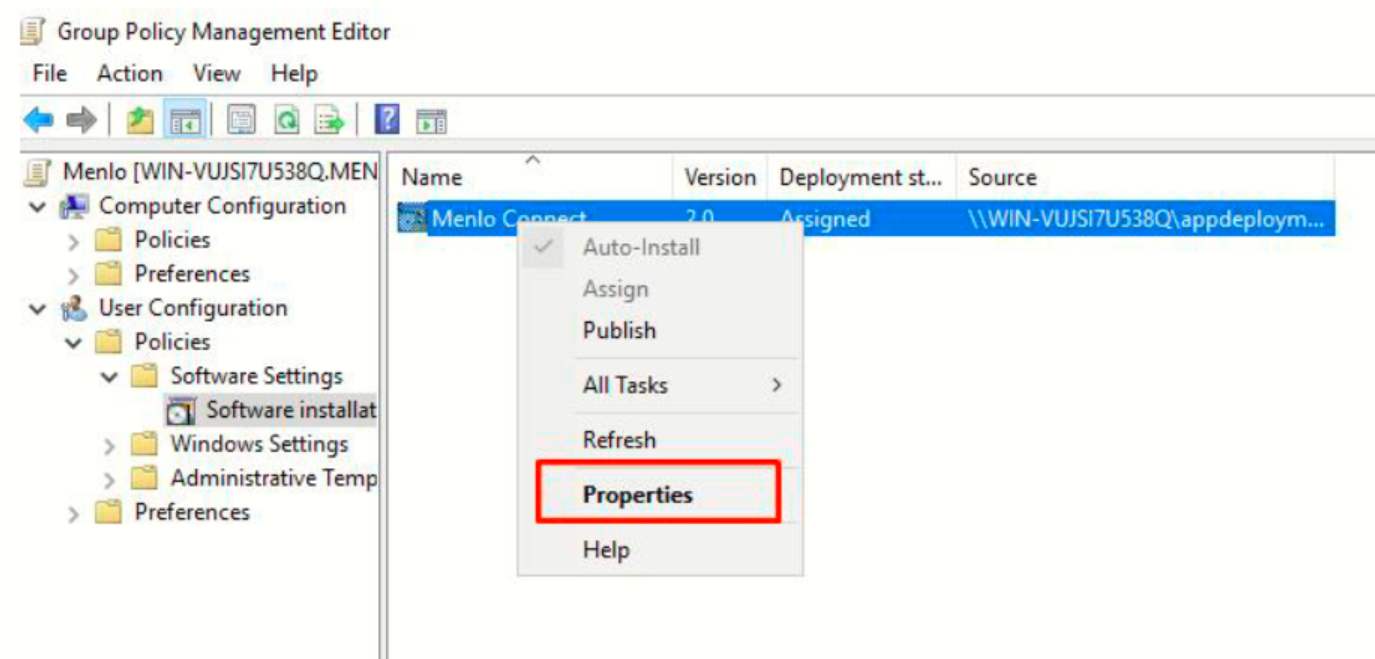 Group Policy Management Editor
File Action View Help
Menlo [WIN-VUJSI7U538Q.MEN
Computer Configuration
Policies
Preferences
User Configuration
Policies
Software Settings
Software installat
Windows Settings
Administrative Temp
Preferences
Name Version Deployment st... Source
Menlo Connect 2.0 Assigned \\WIN-VUJSI7U538Q\appdeploym...
Auto-Install
Assign
Publish
All Tasks
Refresh
Properties
Help